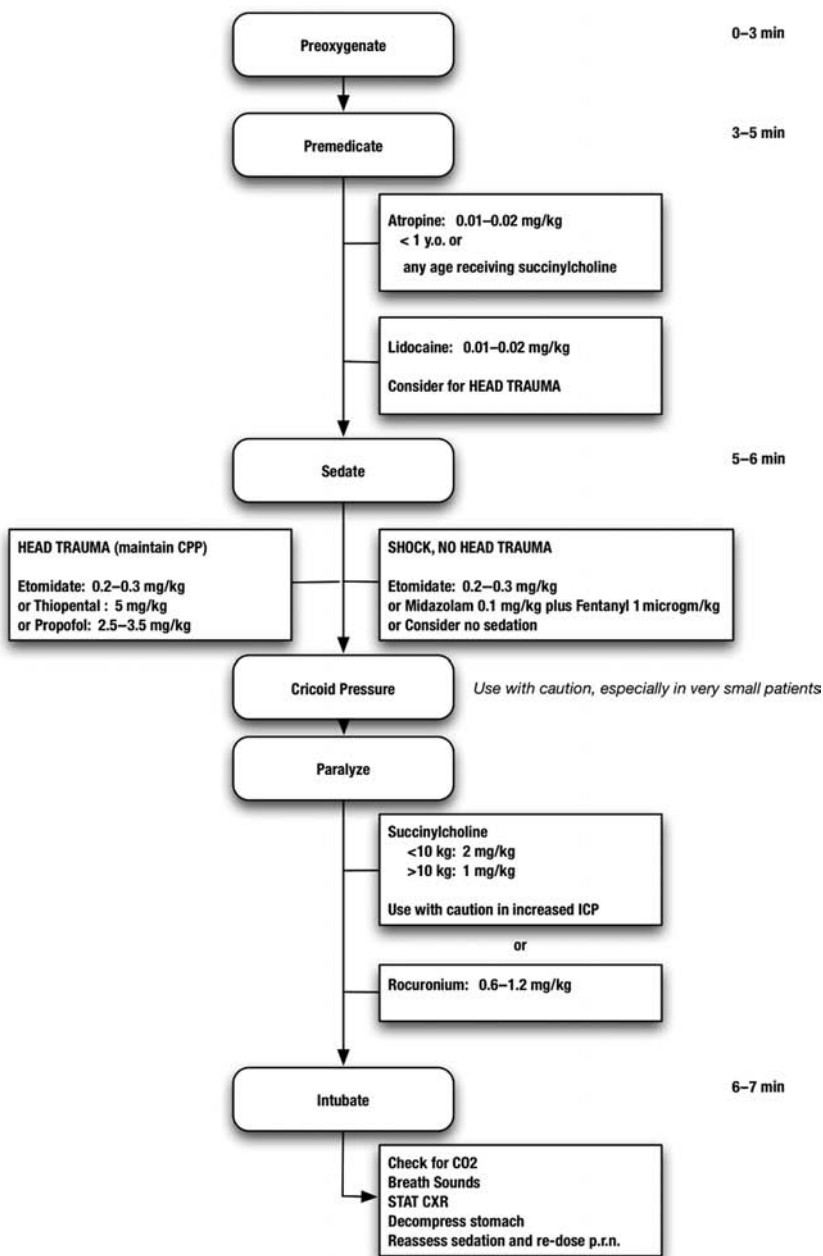 Preoxygenate
0–3 min
Premedicate
3–5 min
Atropine: 0.01–0.02 mg/kg
< 1 y.o. or
any age receiving succinylcholine
Lidocaine: 0.01–0.02 mg/kg
Consider for HEAD TRAUMA
Sedate
5–6 min
HEAD TRAUMA (maintain CPP)
Etomidate: 0.2–0.3 mg/kg
or Thiopental : 5 mg/kg
or Propofol: 2.5–3.5 mg/kg
SHOCK, NO HEAD TRAUMA
Etomidate: 0.2–0.3 mg/kg
or Midazolam 0.1 mg/kg plus Fentanyl 1 microgm/kg
or Consider no sedation
Cricoid Pressure
Use with caution, especially in very small patients
Paralyze
Succinylcholine
<10 kg: 2 mg/kg
>10 kg: 1 mg/kg
Use with caution in increased ICP
or
Rocuronium: 0.6–1.2 mg/kg
Intubate
6–7 min
Check for CO2
Breath Sounds
STAT CXR
Decompress stomach
Reassess sedation and re-dose p.r.n.